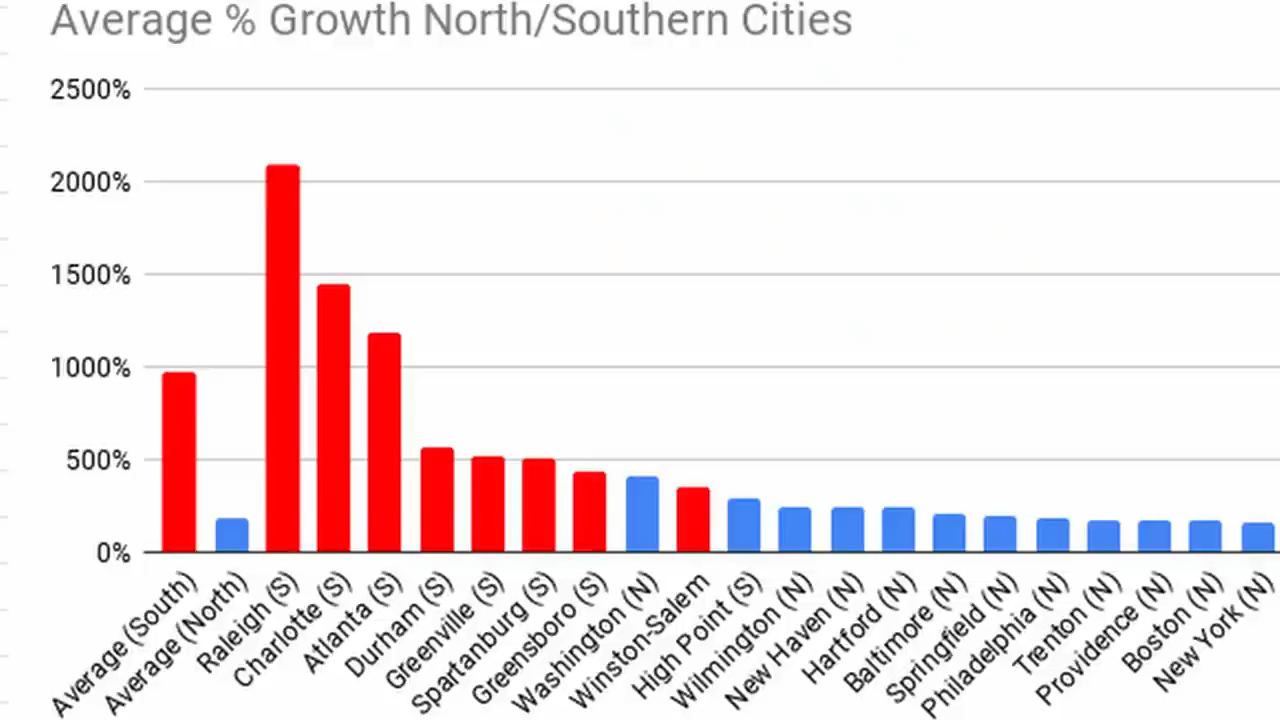 Average % Growth North/Southern Cities
2500%
2000%
1500%
1000%
500%
0%
Average (South)
Average (North)
Raleigh (S)
Charlotte (S)
Atlanta (S)
Durham (S)
Greenville (S)
Spartanburg (S)
Greensboro (S)
Washington (N)
Winston-Salem
High Point (S)
Wilmington (N)
New Haven (N)
Hartford (N)
Baltimore (N)
Springfield (N)
Philadelphia (N)
Trenton (N)
Providence (N)
Boston (N)
New York (N)